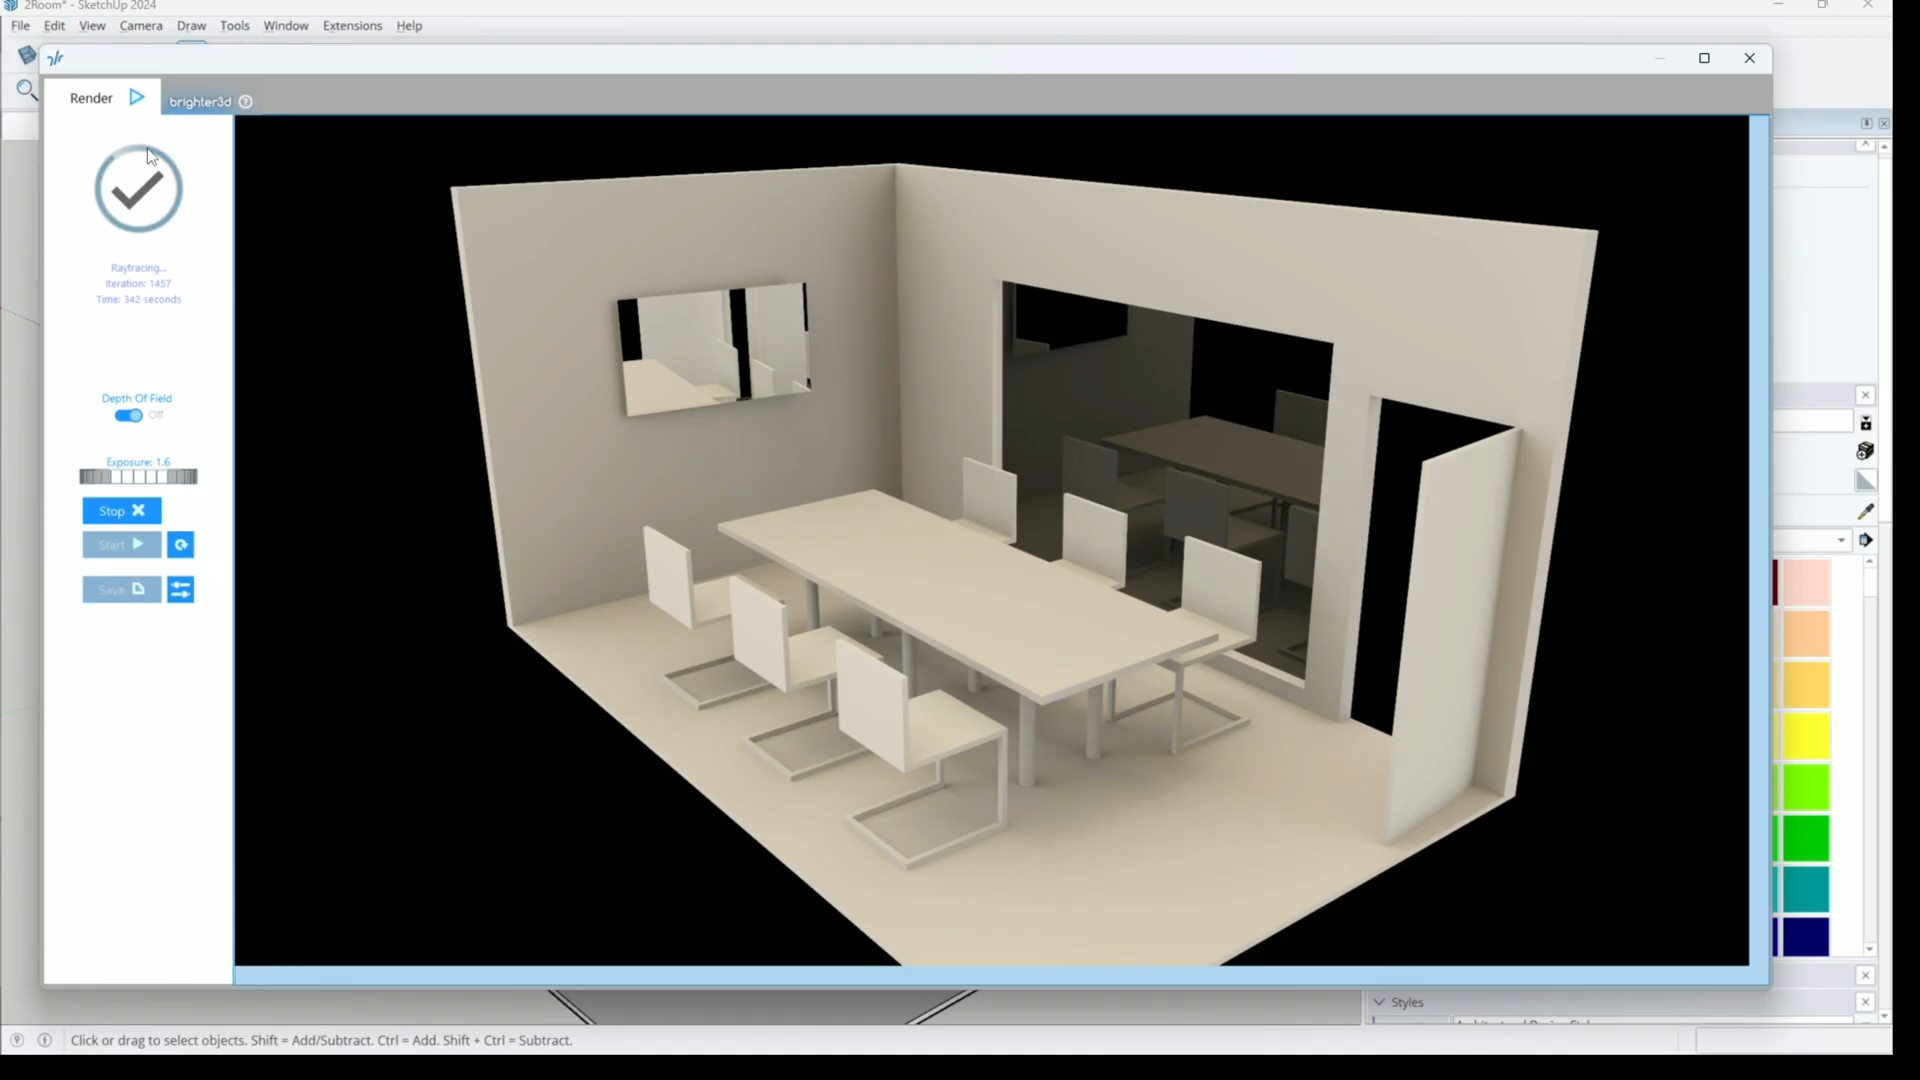 2Room* - SketchUp 2024
File Edit View Camera Draw Tools Window Extensions Help
Render brighter3d
Raytracing...
Iteration: 1457
Time: 342 seconds
Depth Of Field
Off
Exposure: 1.6
Stop
Start
Save
Styles
Click or drag to select objects. Shift = Add/Subtract. Ctrl = Add. Shift + Ctrl = Subtract.